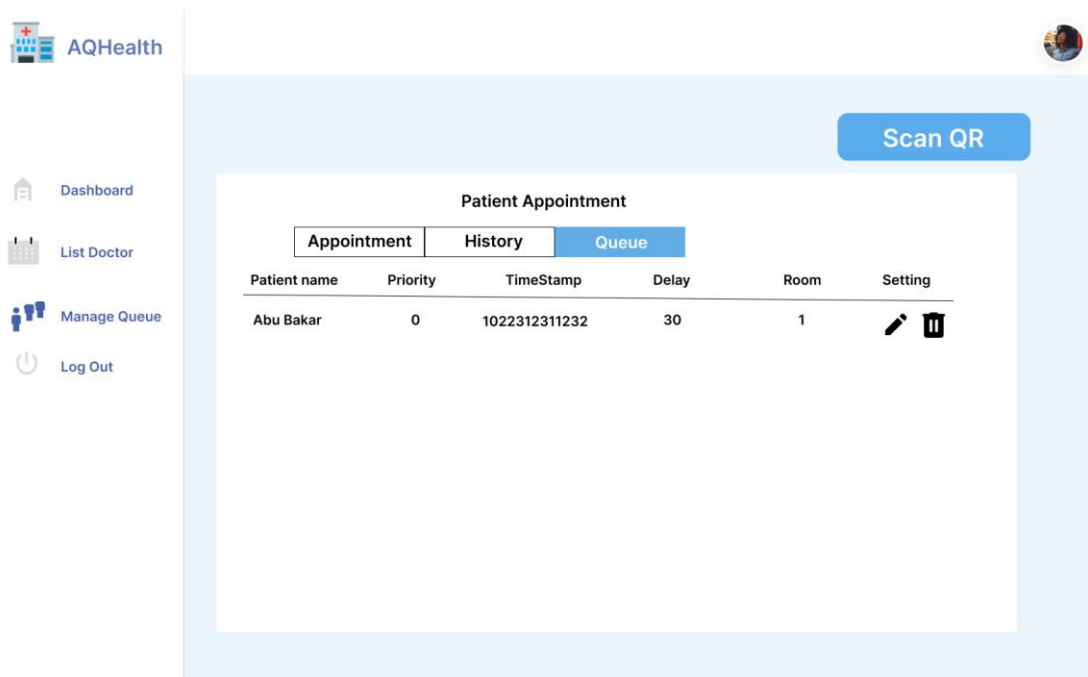 AQHealth
Scan QR
Dashboard
List Doctor
Manage Queue
Log Out
Patient Appointment
Appointment History Queue
Patient name Priority TimeStamp Delay Room Setting
Abu Bakar 0 1022312311232 30 1